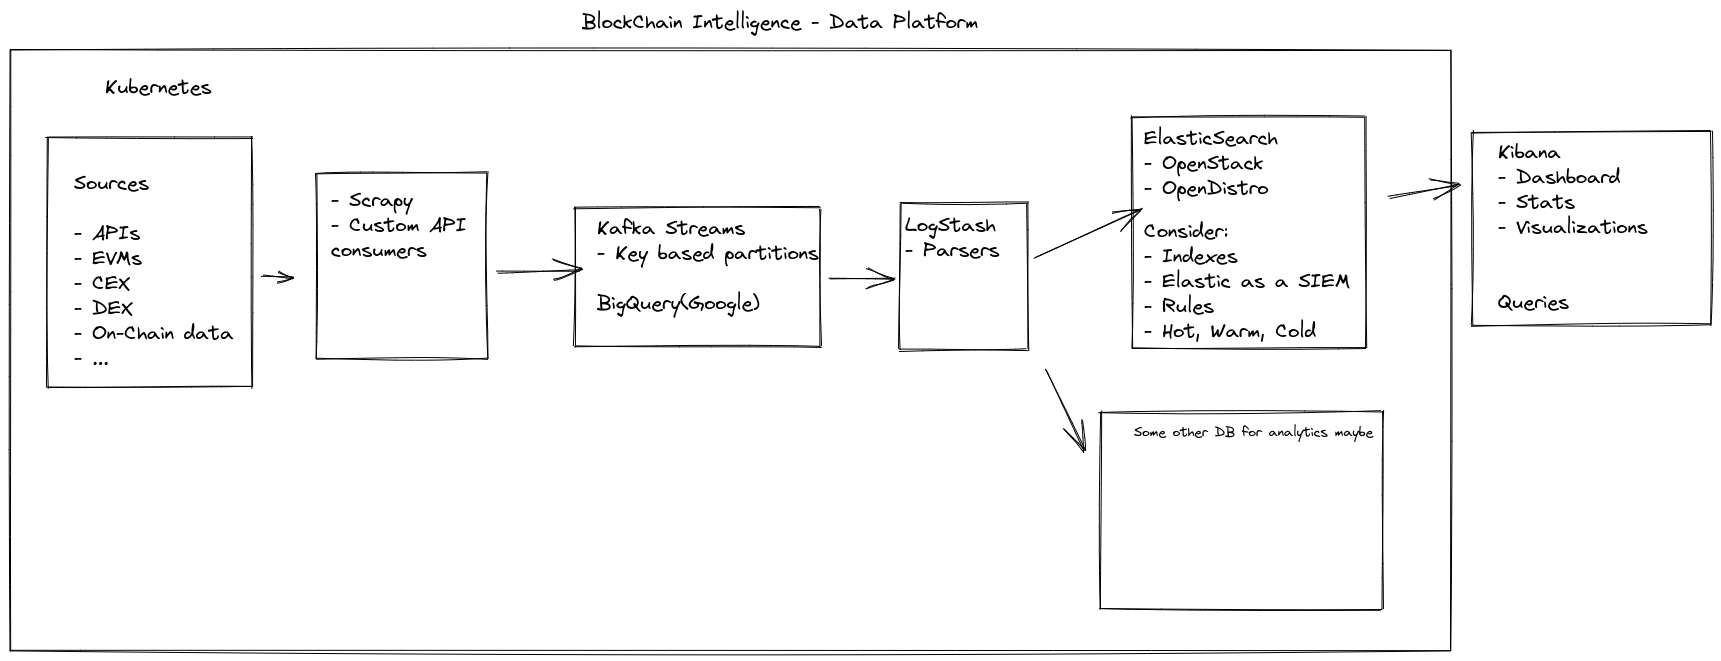 BlockChain Intelligence - Data Platform
Kubernetes
Sources
- APIs
- EVMs
- CEX
- DEX
- On-Chain data
- ...
- Scrapy
- Custom API
consumers
Kafka Streams
- Key based partitions
BigQuery(Google)
LogStash
- Parsers
ElasticSearch
- OpenStack
- OpenDistro
Consider:
- Indexes
- Elastic as a SIEM
- Rules
- Hot, Warm, Cold
Some other DB for analytics maybe
Kibana
- Dashboard
- Stats
- Visualizations
Queries